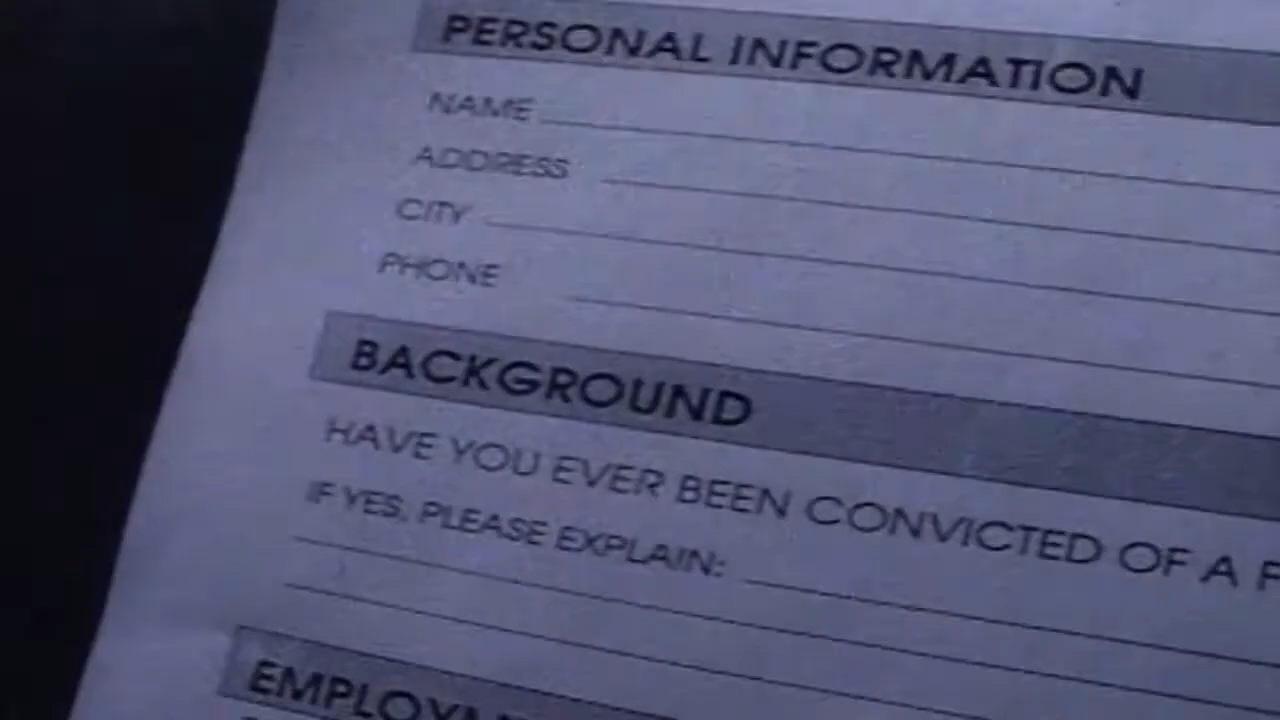 PERSONAL INFORMATION
NAME
ADDRESS
CITY
PHONE
BACKGROUND
HAVE YOU EVER BEEN CONVICTED OF A F
IF YES, PLEASE EXPLAIN:
EMPLOYM